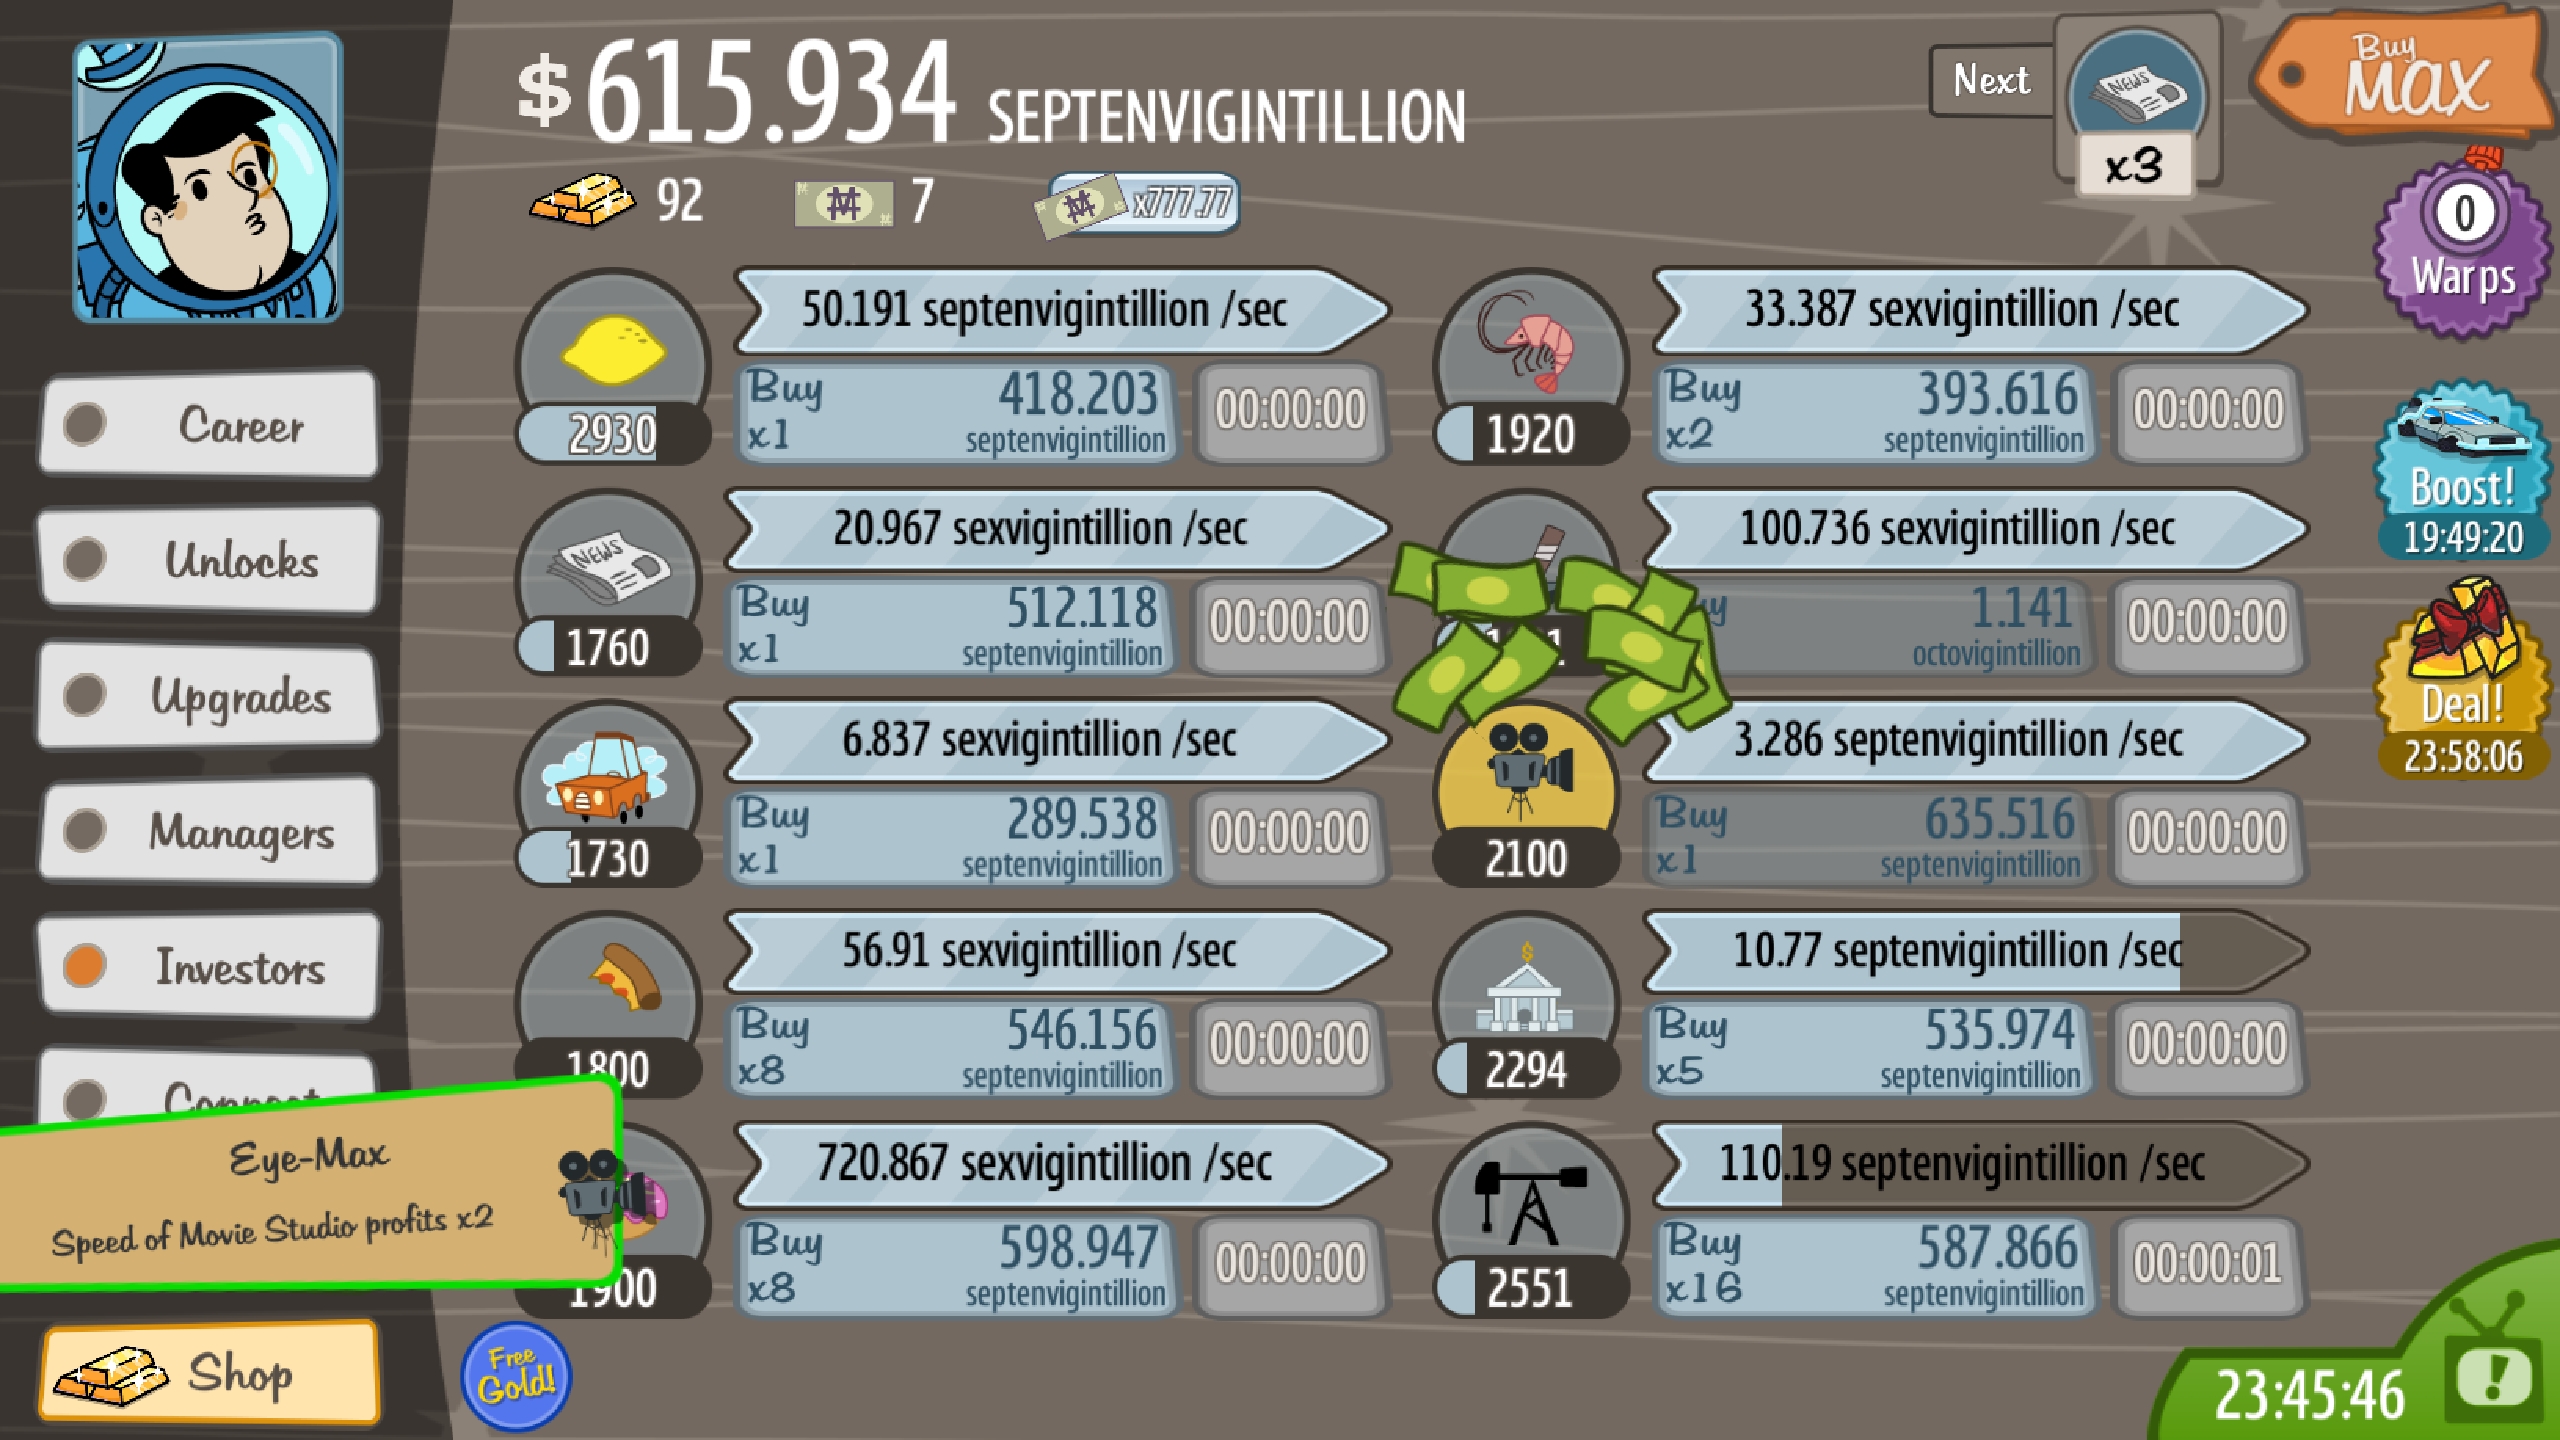 $615.934 SEPTENVIGINTILLION
92
7
x777.77
Next
NEWS
x3
Buy
MAX
0
Warps
Boost!
19:49:20
Deal!
23:58:06
Career
Unlocks
Upgrades
Managers
Investors
Eye-Max
Speed of Movie Studio profits x2
Shop
Free
Gold!
50.191 septenvigintillion /sec
2930
Buy
x1
418.203
septenvigintillion
00:00:00
NEWS
20.967 sexvigintillion /sec
1760
Buy
x1
512.118
septenvigintillion
00:00:00
6.837 sexvigintillion /sec
1730
Buy
x1
289.538
septenvigintillion
00:00:00
56.91 sexvigintillion /sec
1800
Buy
x8
546.156
septenvigintillion
00:00:00
720.867 sexvigintillion /sec
1900
Buy
x8
598.947
septenvigintillion
00:00:00
33.387 sexvigintillion /sec
1920
Buy
x2
393.616
septenvigintillion
00:00:00
100.736 sexvigintillion /sec
1.141
octovigintillion
00:00:00
3.286 septenvigintillion /sec
2100
Buy
x1
635.516
septenvigintillion
00:00:00
10.77 septenvigintillion /sec
2294
Buy
x5
535.974
septenvigintillion
00:00:00
110.19 septenvigintillion /sec
2551
Buy
x16
587.866
septenvigintillion
00:00:01
23:45:46